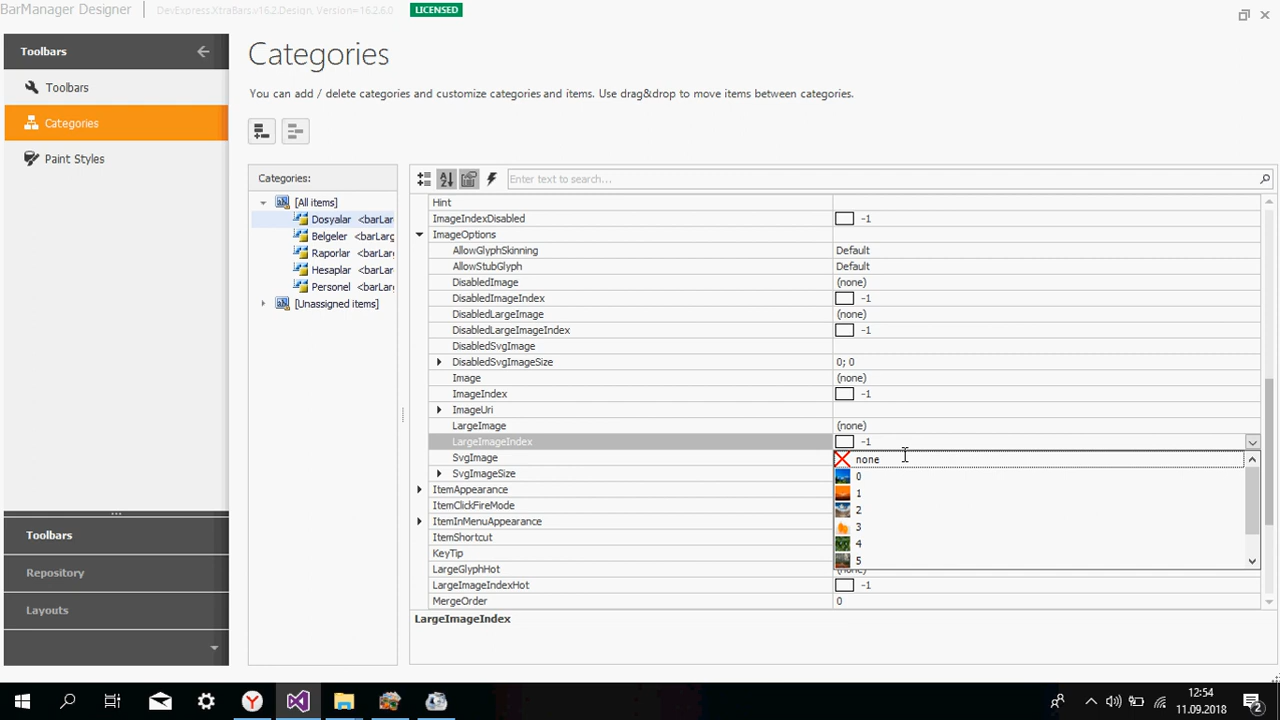 BarManager Designer
DevExpress.XtraBars.v16.2.Design, Version=16.2.6.0
LICENSED
Toolbars
Toolbars
Categories
Paint Styles
Toolbars
Repository
Layouts
Categories
You can add / delete categories and customize categories and items. Use drag&drop to move items between categories.
Categories:
[All items]
Dosyalar <barLar
Belgeler <barLarg
Raporlar <barLar
Hesaplar <barLar
Personel <barLarg
[Unassigned items]
Enter text to search...
Hint
ImageIndexDisabled -1
ImageOptions
AllowGlyphSkinning Default
AllowStubGlyph Default
DisabledImage (none)
DisabledImageIndex -1
DisabledLargeImage (none)
DisabledLargeImageIndex -1
DisabledSvgImage
DisabledSvgImageSize 0; 0
Image (none)
ImageIndex -1
ImageUri
LargeImage (none)
LargeImageIndex -1
SvgImage none
SvgImageSize 0
ItemAppearance 1
ItemClickFireMode 2
ItemInMenuAppearance 3
ItemShortcut 4
KeyTip 5
LargeGlyphHot (none)
LargeImageIndexHot -1
MergeOrder 0
LargeImageIndex
12:54
11.09.2018
2